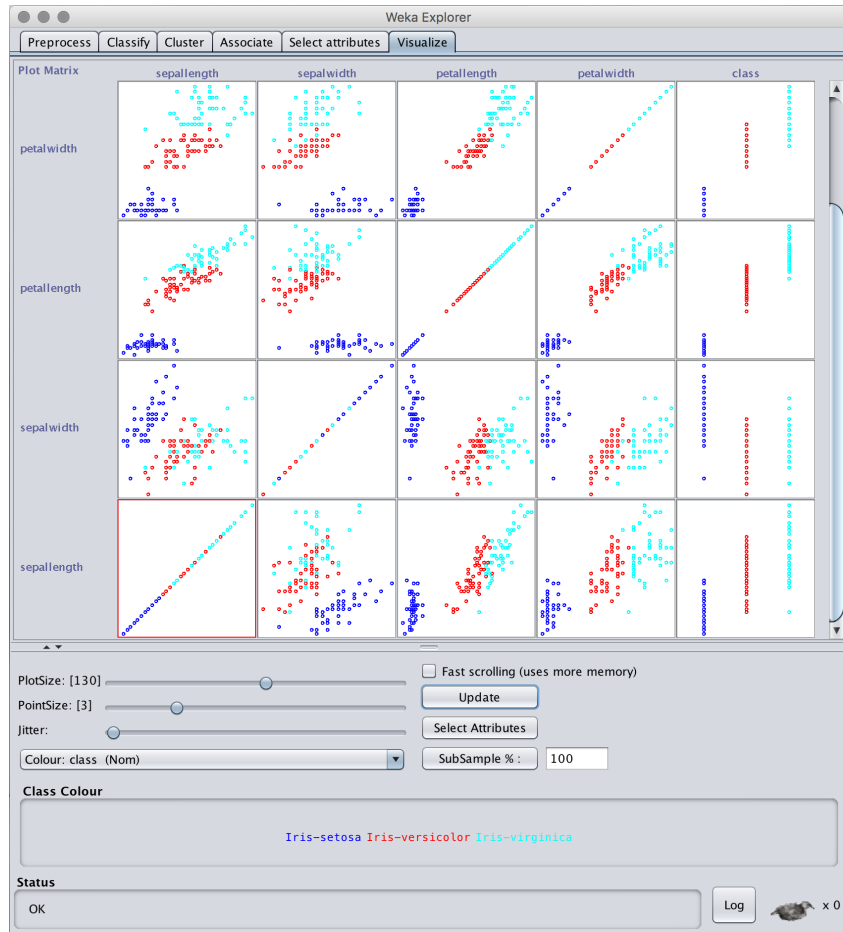 Weka Explorer
Preprocess Classify Cluster Associate Select attributes Visualize
Plot Matrix sepallength sepalwidth petallength petalwidth class
petalwidth
petallength
sepalwidth
sepallength
PlotSize: [130]
PointSize: [3]
Jitter:
Colour: class (Nom)
Fast scrolling (uses more memory)
Update
Select Attributes
SubSample % : 100
Class Colour
Iris-setosa Iris-versicolor Iris-virginica
Status
OK
Log x 0